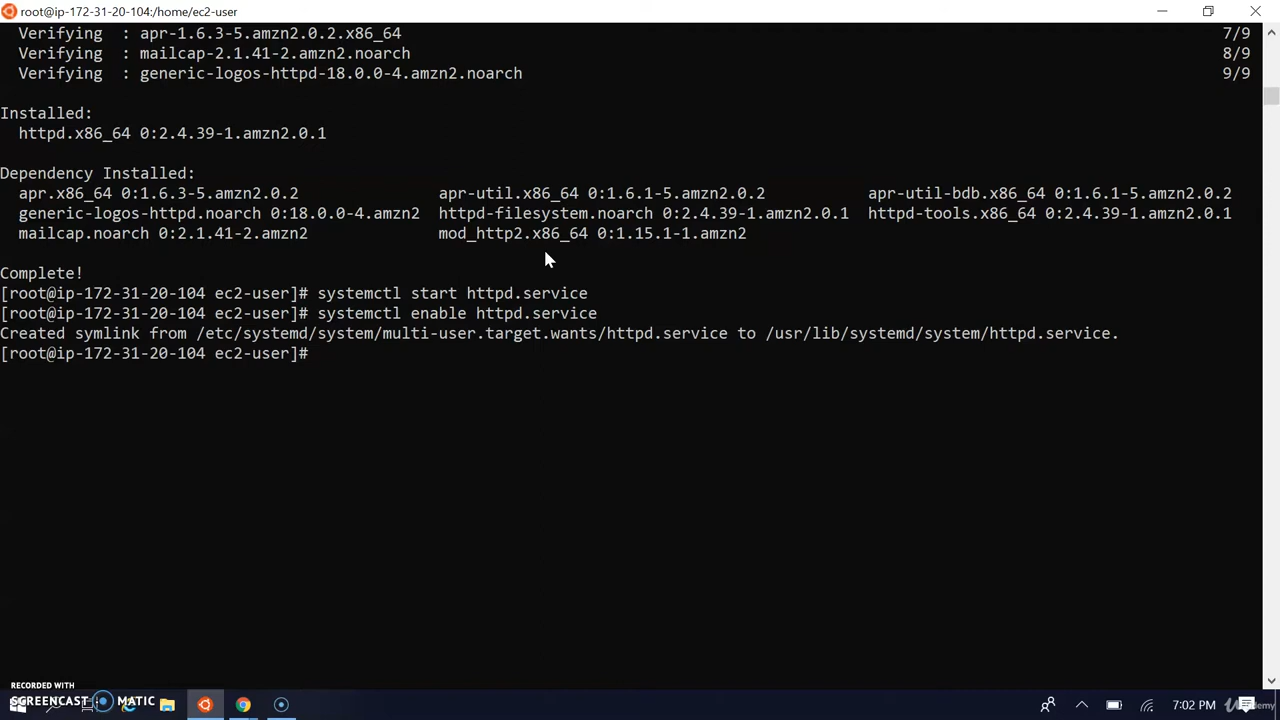 root@ip-172-31-20-104:/home/ec2-user
Verifying  : apr-1.6.3-5.amzn2.0.2.x86_64 7/9
Verifying  : mailcap-2.1.41-2.amzn2.noarch 8/9
Verifying  : generic-logos-httpd-18.0.0-4.amzn2.noarch 9/9
Installed:
httpd.x86_64 0:2.4.39-1.amzn2.0.1
Dependency Installed:
apr.x86_64 0:1.6.3-5.amzn2.0.2 apr-util.x86_64 0:1.6.1-5.amzn2.0.2 apr-util-bdb.x86_64 0:1.6.1-5.amzn2.0.2
generic-logos-httpd.noarch 0:18.0.0-4.amzn2 httpd-filesystem.noarch 0:2.4.39-1.amzn2.0.1 httpd-tools.x86_64 0:2.4.39-1.amzn2.0.1
mailcap.noarch 0:2.1.41-2.amzn2 mod_http2.x86_64 0:1.15.1-1.amzn2
Complete!
[root@ip-172-31-20-104 ec2-user]# systemctl start httpd.service
[root@ip-172-31-20-104 ec2-user]# systemctl enable httpd.service
Created symlink from /etc/systemd/system/multi-user.target.wants/httpd.service to /usr/lib/systemd/system/httpd.service.
[root@ip-172-31-20-104 ec2-user]#
RECORDED WITH
SCREENCAST MATIC
7:02 PM
Udemy